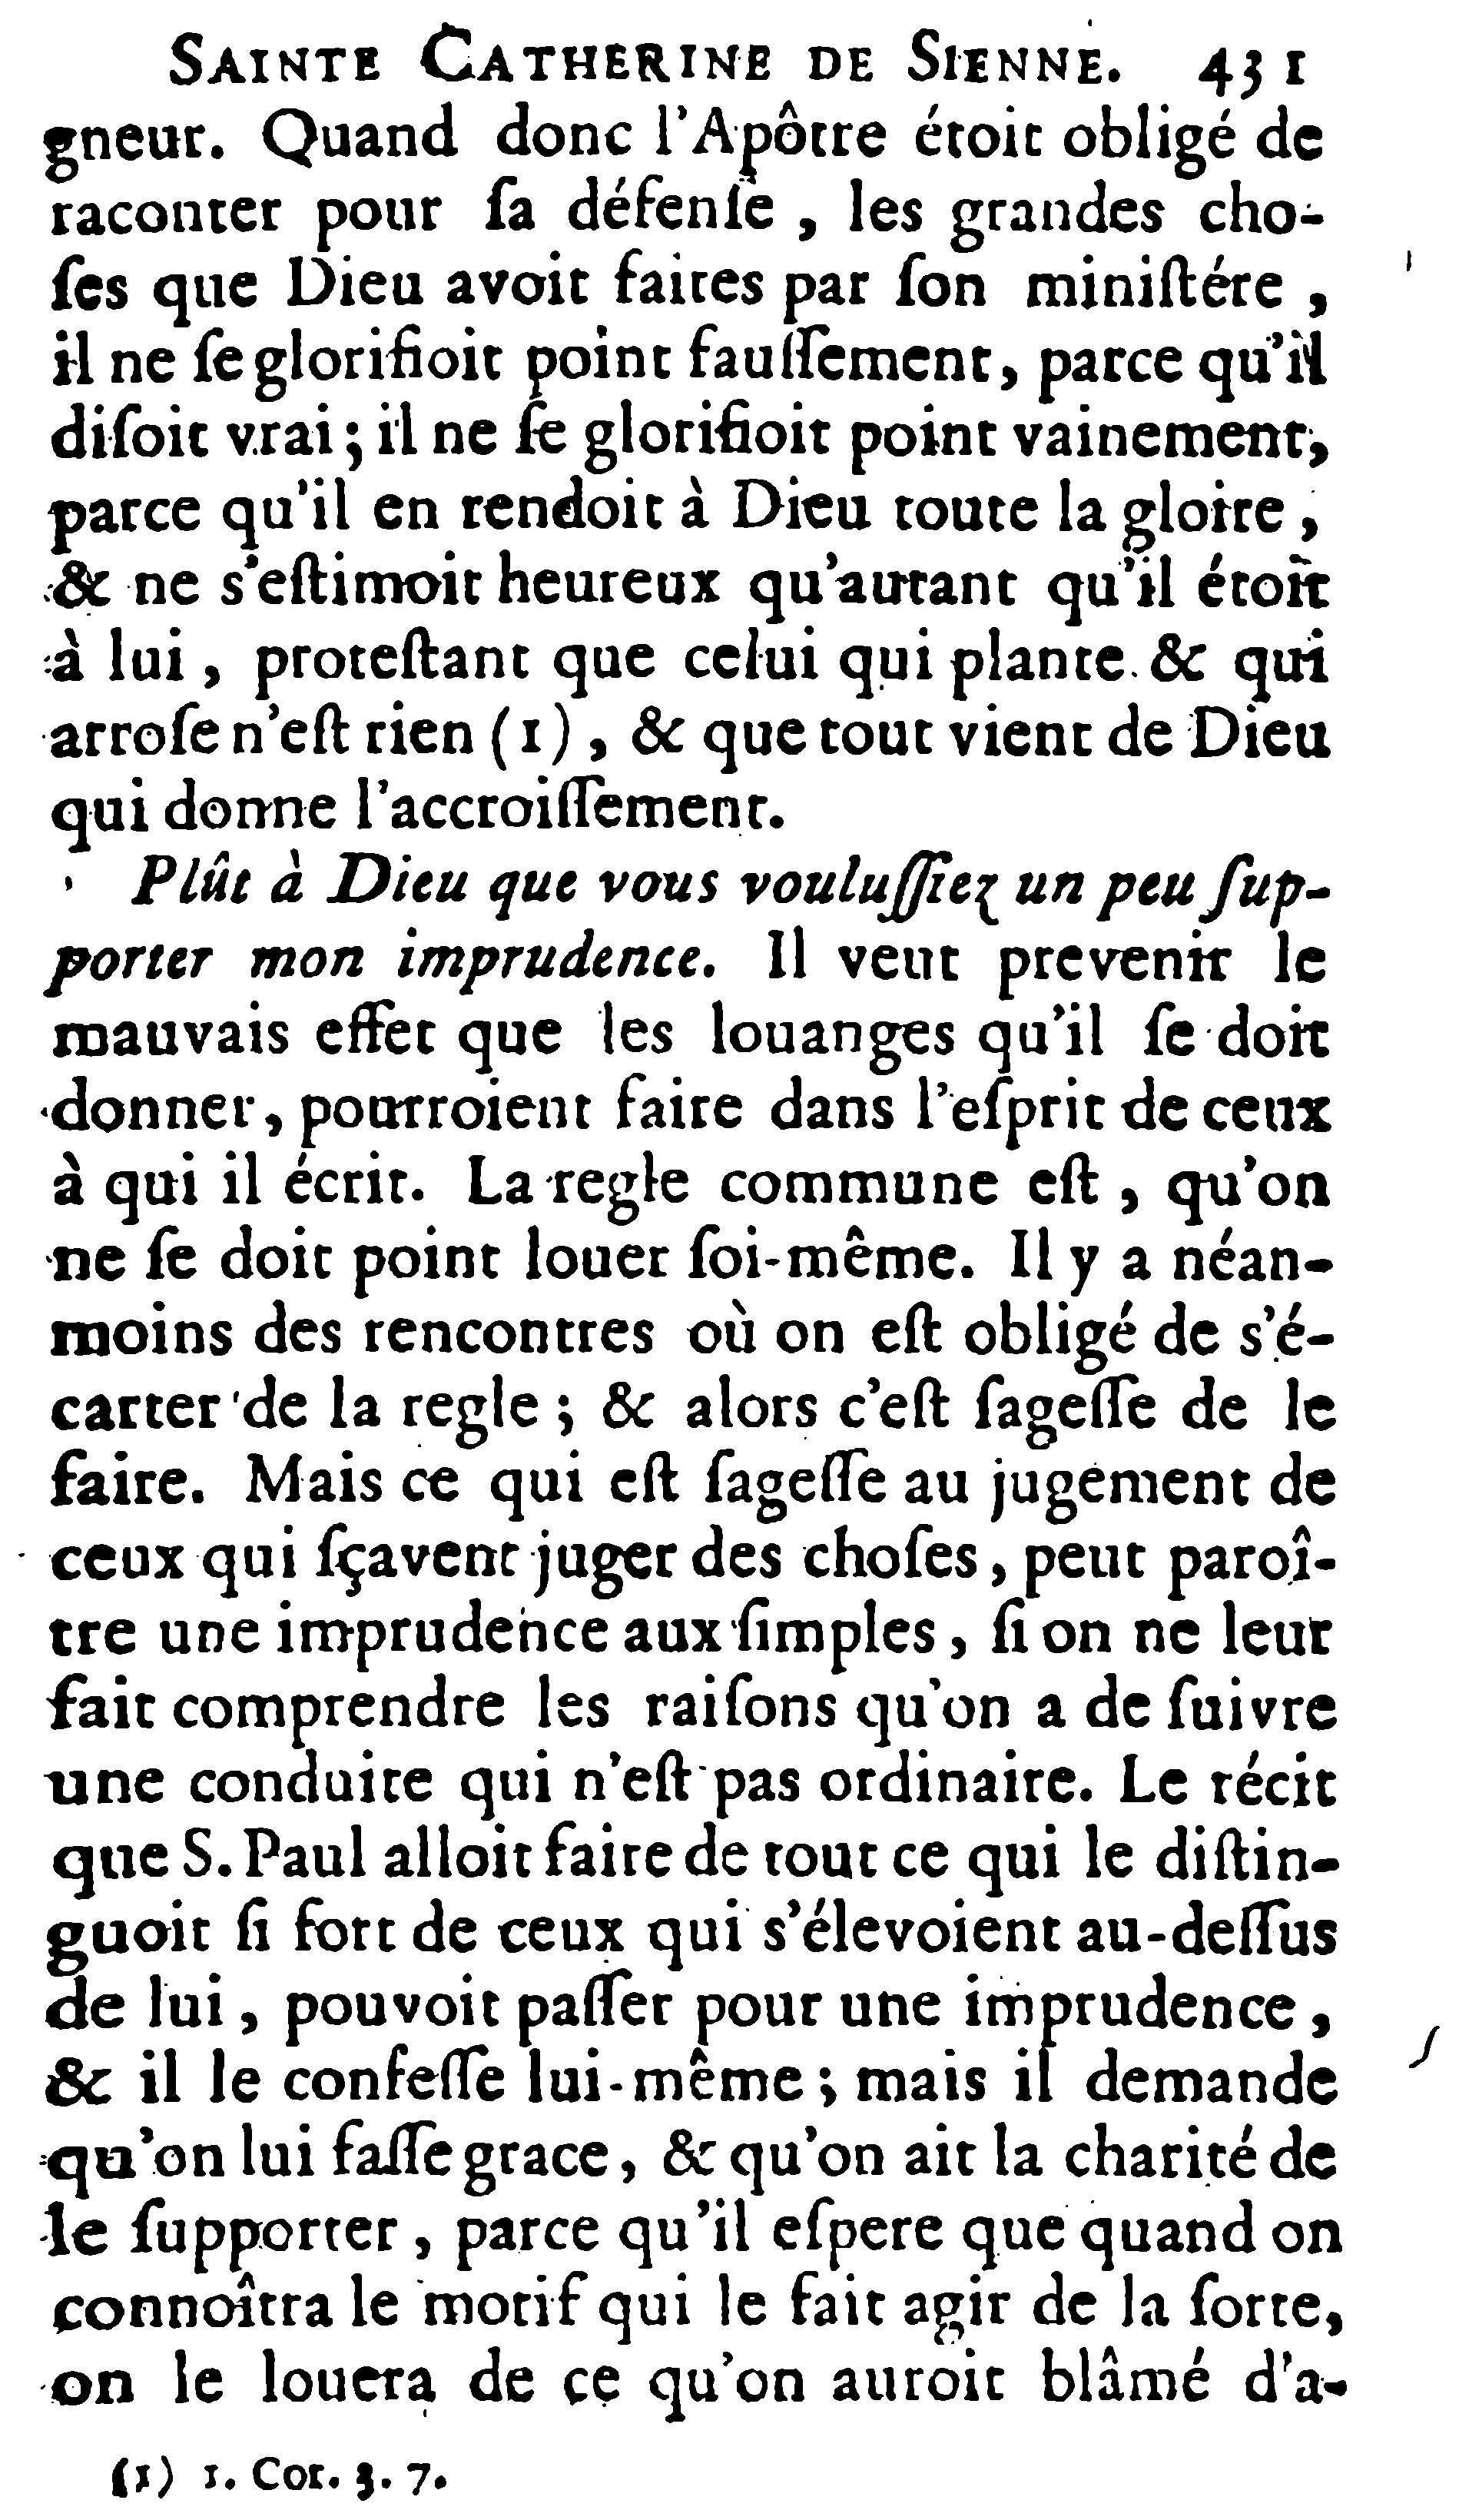 SAINTE CATHERINE DE SIENNE. 431
gneur. Quand donc l'Apôtre étoit obligé de
raconter pour ſa défenſe, les grandes cho-
ſes que Dieu avoit faites par ſon miniſtére,
il ne ſe glorifioit point fauſſement, parce qu'il
diſoit vrai; il ne ſe glorifioit point vainement,
parce qu'il en rendoit à Dieu toute la gloire,
& ne s'eſtimoit heureux qu'autant qu'il étoit
à lui, proteſtant que celui qui plante & qui
arroſe n'eſt rien (1), & que tout vient de Dieu
qui donne l'accroiſſement.
Plût à Dieu que vous vouluſſiez un peu ſup-
porter mon imprudence. Il veut prevenir le
mauvais effet que les louanges qu'il ſe doit
donner, pourroient faire dans l'eſprit de ceux
à qui il écrit. La regle commune eſt, qu'on
ne ſe doit point louer ſoi-même. Il y a néan-
moins des rencontres où on eſt obligé de s'é-
carter de la regle; & alors c'eſt ſageſſe de le
faire. Mais ce qui eſt ſageſſe au jugement de
ceux qui ſçavent juger des choſes, peut paroî-
tre une imprudence aux ſimples, ſi on ne leur
fait comprendre les raiſons qu'on a de ſuivre
une conduite qui n'eſt pas ordinaire. Le récit
que S. Paul alloit faire de tout ce qui le diſtin-
guoit ſi fort de ceux qui s'élevoient au-deſſus
de lui, pouvoit paſſer pour une imprudence,
& il le confeſſe lui-même; mais il demande
qu'on lui faſſe grace, & qu'on ait la charité de
le ſupporter, parce qu'il eſpere que quand on
connoîtra le motif qui le fait agir de la ſorte,
on le louera de ce qu'on auroit blâmé d'a-
(1) 1. Cor. 3. 7.